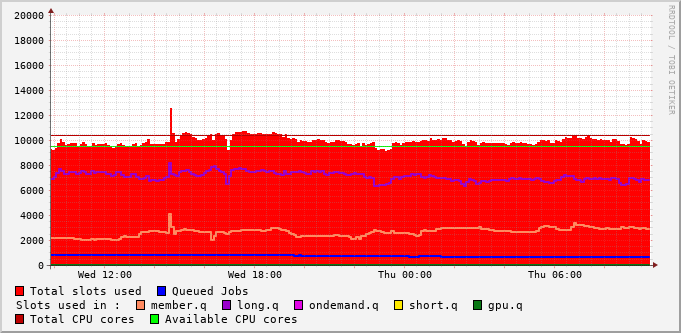 RRDTOOL / TOBI OETIKER
20000
18000
16000
14000
12000
10000
8000
6000
4000
2000
0
Wed 12:00 Wed 18:00 Thu 00:00 Thu 06:00
Total slots used Queued Jobs
Slots used in : member.q long.q ondemand.q short.q gpu.q
Total CPU cores Available CPU cores